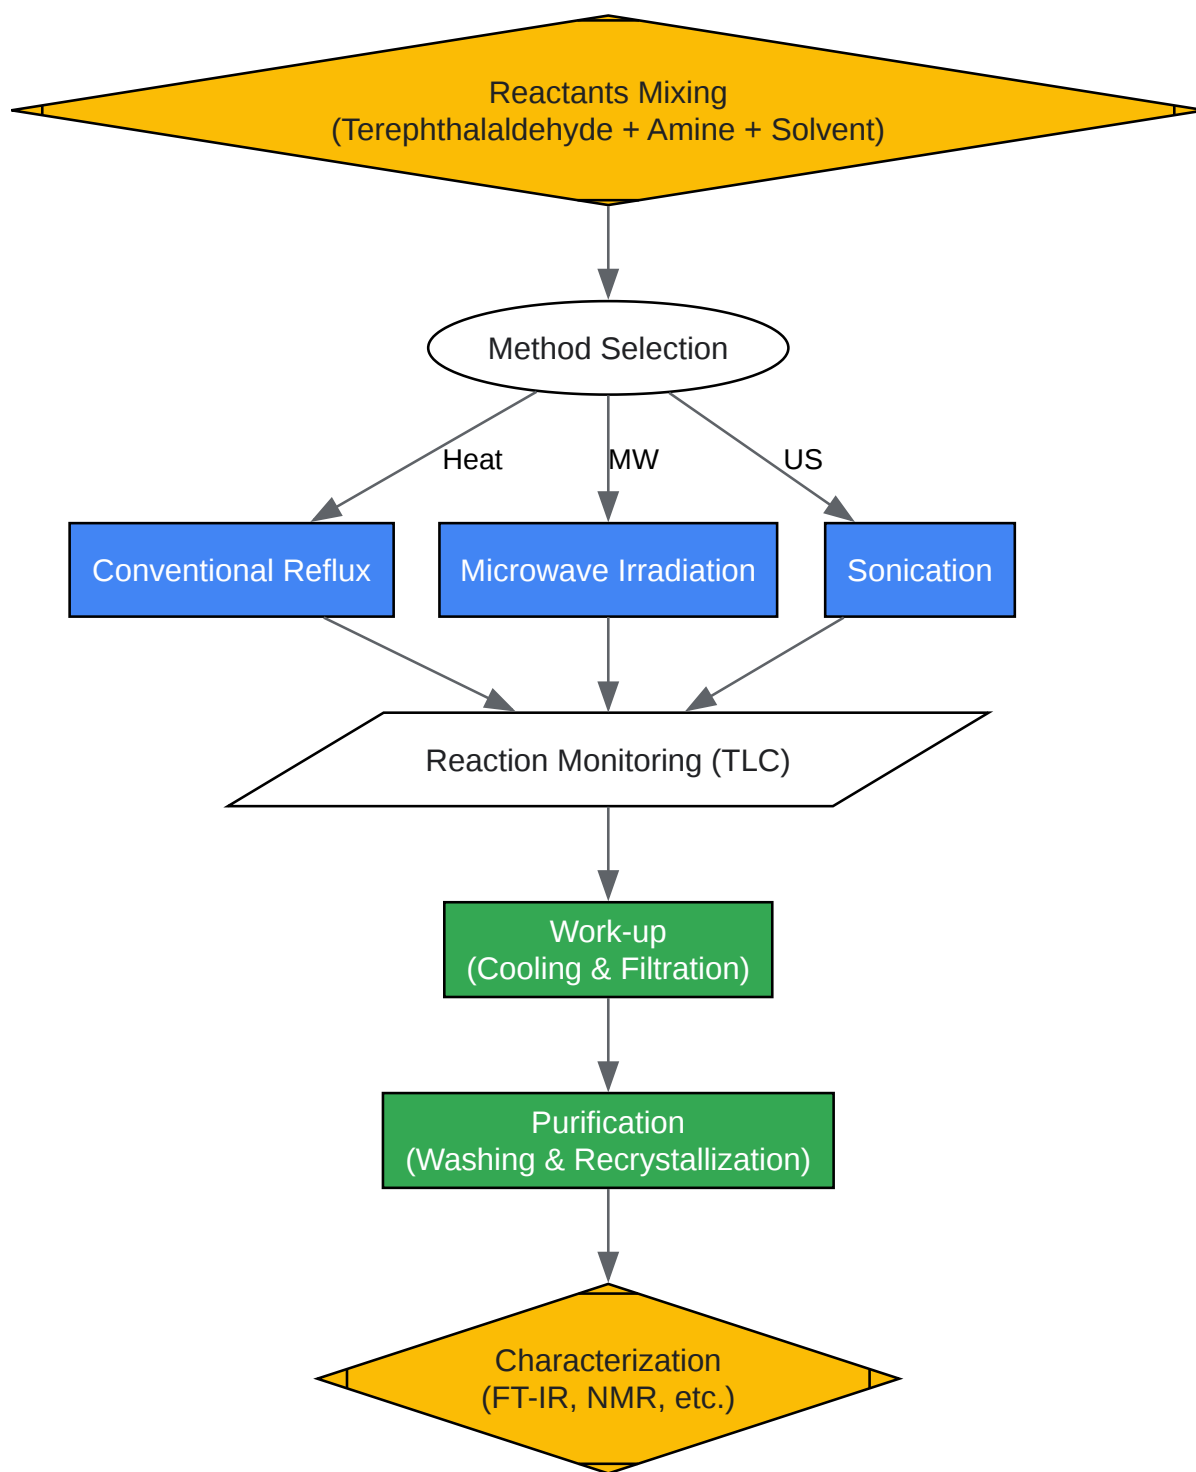 Reactants Mixing
(Terephthalaldehyde + Amine + Solvent)
Method Selection
Heat
MW
US
Conventional Reflux
Microwave Irradiation
Sonication
Reaction Monitoring (TLC)
Work-up
(Cooling & Filtration)
Purification
(Washing & Recrystallization)
Characterization
(FT-IR, NMR, etc.)